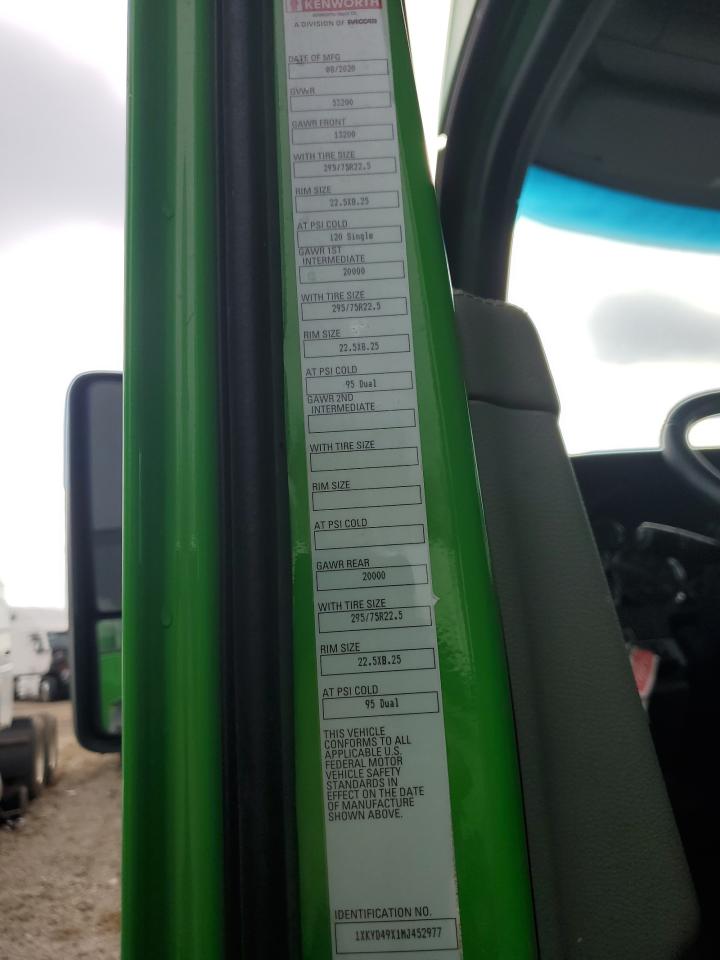 KENWORTH
A DIVISION OF PACCAR
DATE OF MFG
08/2020
GVWR
53200
GAWR FRONT
13200
WITH TIRE SIZE
295/75R22.5
RIM SIZE
22.5X8.25
AT PSI COLD
120 Single
GAWR 1ST
INTERMEDIATE
20000
WITH TIRE SIZE
295/75R22.5
RIM SIZE
22.5X8.25
AT PSI COLD
95 Dual
GAWR 2ND
INTERMEDIATE
WITH TIRE SIZE
RIM SIZE
AT PSI COLD
GAWR REAR
20000
WITH TIRE SIZE
295/75R22.5
RIM SIZE
22.5X8.25
AT PSI COLD
95 Dual
THIS VEHICLE
CONFORMS TO ALL
APPLICABLE U.S.
FEDERAL MOTOR
VEHICLE SAFETY
STANDARDS IN
EFFECT ON THE DATE
OF MANUFACTURE
SHOWN ABOVE.
IDENTIFICATION NO.
1XKYD49X1MJ452977